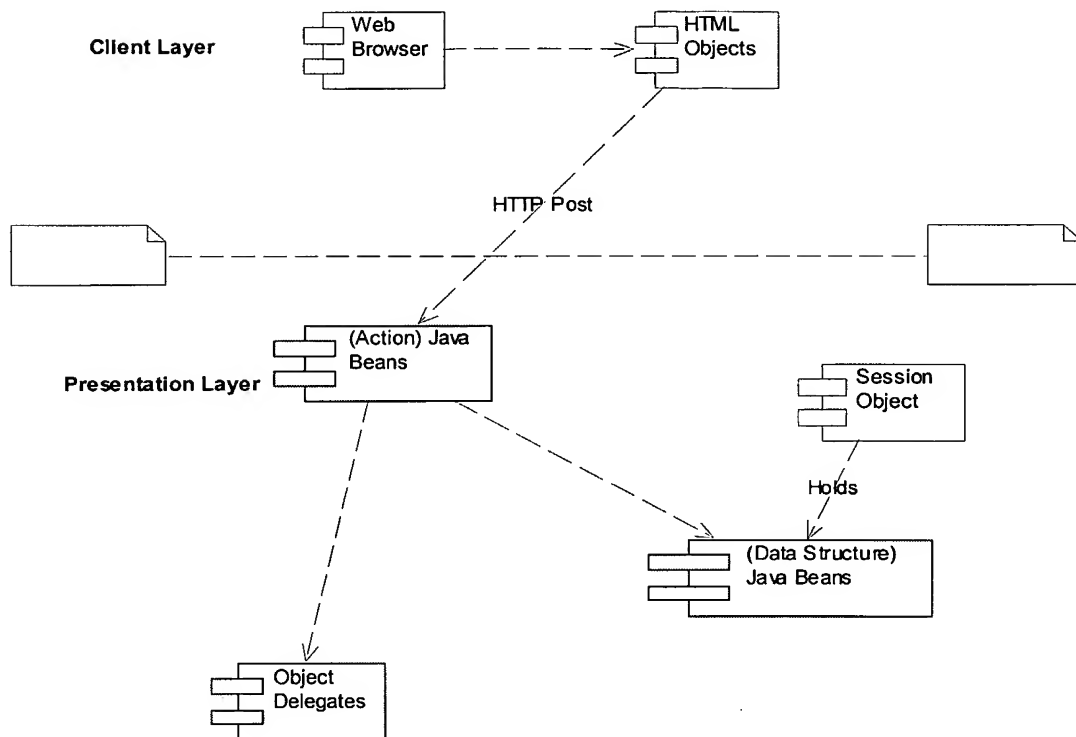 Client Layer
Web
Browser
HTML
Objects
HTTP Post
(Action) Java
Beans
Presentation Layer
Session
Object
Holds
(Data Structure)
Java Beans
Object
Delegates